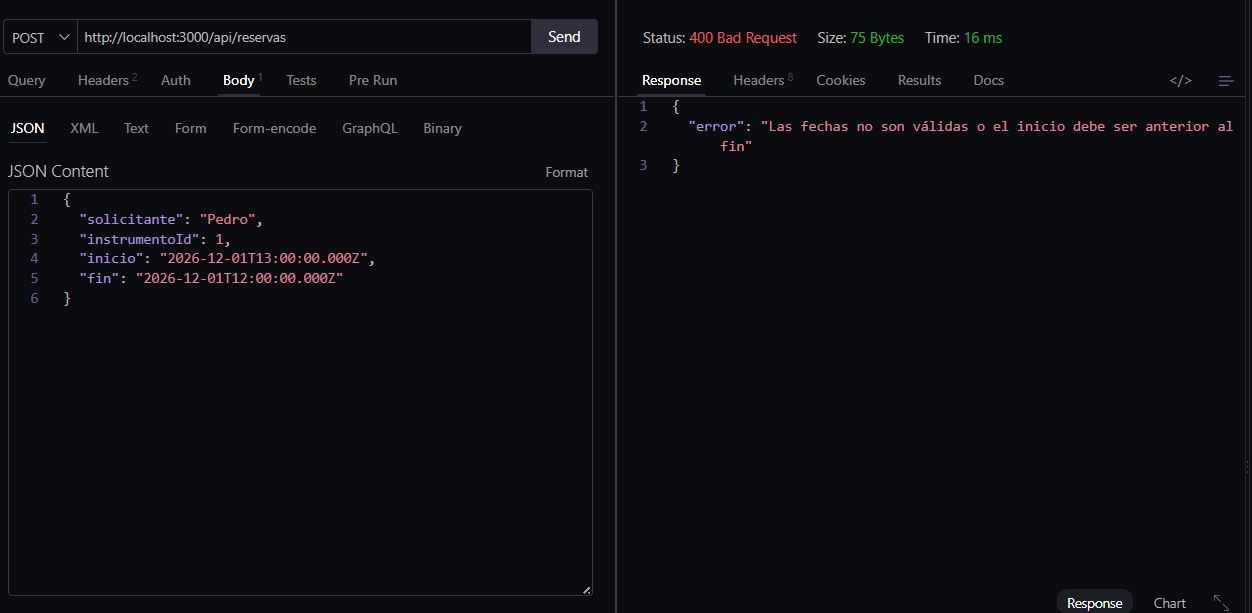 POST
http://localhost:3000/api/reservas
Send
Query Headers 2 Auth Body 1 Tests Pre Run
JSON XML Text Form Form-encode GraphQL Binary
JSON Content
Format
1 {
2 "solicitante": "Pedro",
3 "instrumentoId": 1,
4 "inicio": "2026-12-01T13:00:00.000Z",
5 "fin": "2026-12-01T12:00:00.000Z"
6 }
Status: 400 Bad Request Size: 75 Bytes Time: 16 ms
Response Headers 8 Cookies Results Docs </>
1 {
2 "error": "Las fechas no son válidas o el inicio debe ser anterior al
fin"
3 }
Response Chart